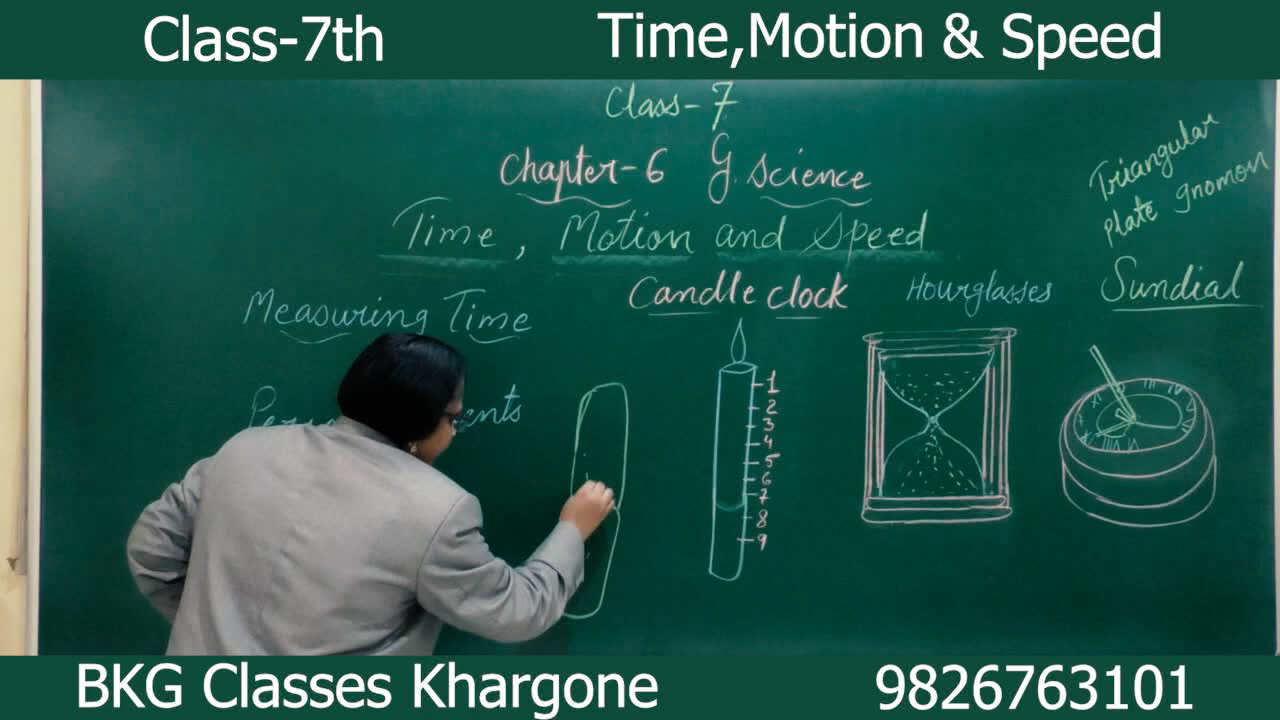 Class-7th
Time,Motion & Speed
Class-7
Chapter-6 G. science
Time, Motion and Speed
Triangular
Plate gnomon
Measuring Time
Candle clock
Hourglasses
Sundial
1
2
3
4
5
6
7
8
9
BKG Classes Khargone
9826763101